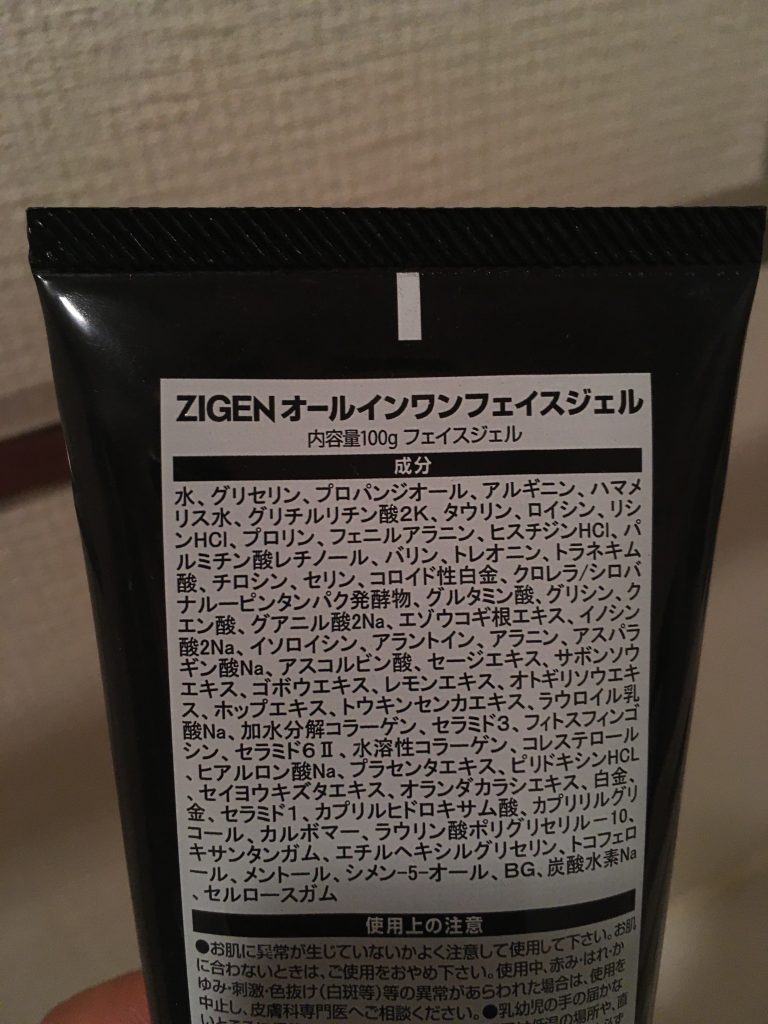 ZIGENオールインワンフェイスジェル
内容量100g フェイスジェル
成分
水、グリセリン、プロパンジオール、アルギニン、ハマメ
リス水、グリチルリチン酸2K、タウリン、ロイシン、リシ
ンHCl、プロリン、フェニルアラニン、ヒスチジンHCl、パ
ルミチン酸レチノール、バリン、トレオニン、トラネキサム
酸、チロシン、セリン、コロイド性白金、クロレラ/シロバ
ナルーピンタンパク発酵物、グルタミン酸、グリシン、ク
エン酸、グアニル酸2Na、エゾウコギ根エキス、イノシン
酸2Na、イソロイシン、アラントイン、アラニン、アスパラ
ギン酸Na、アスコルビン酸、セージエキス、サボンソウ
エキス、ゴボウエキス、レモンエキス、オトギリソウエキ
ス、ホップエキス、トウキンセンカエキス、ラウロイル乳
酸Na、加水分解コラーゲン、セラミド3、フィトスフィンゴ
シン、セラミド6Ⅱ、水溶性コラーゲン、コレステロール
、ヒアルロン酸Na、プラセンタエキス、ピリドキシンHCL
、セイヨウキズタエキス、オランダカラシエキス、白金、
金、セラミド1、カプリルヒドロキサム酸、カプリリルグリ
コール、カルボマー、ラウリン酸ポリグリセリル－10、
キサンタンガム、エチルヘキシルグリセリン、トコフェロ
ール、メントール、シメン-5-オール、BG、炭酸水素Na
、セルロースガム
使用上の注意
●お肌に異常が生じていないかよく注意して使用して下さい。お肌
に合わないときは、ご使用をおやめ下さい。使用中、赤み・はれ・か
ゆみ・刺激・色抜け(白斑等)等の異常があらわれた場合は、使用を
中止し、皮膚科専門医へご相談ください。●乳幼児の手の届かな
いところに
は低温の場所や、直